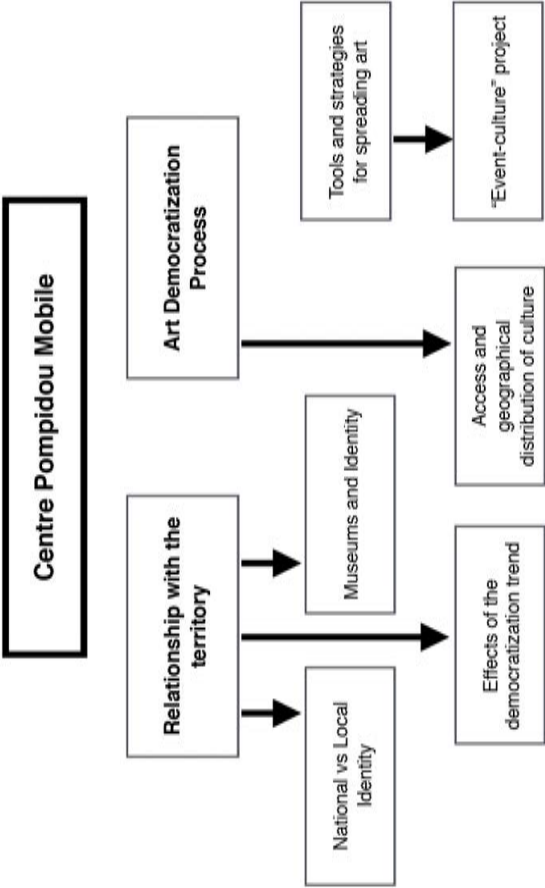 Centre Pompidou Mobile
Relationship with the
territory
Art Democratization
Process
National vs Local
Identity
Museums and Identity
Tools and strategies
for spreading art
Effects of the
democratization trend
Access and
geographical
distribution of culture
"Event-culture" project